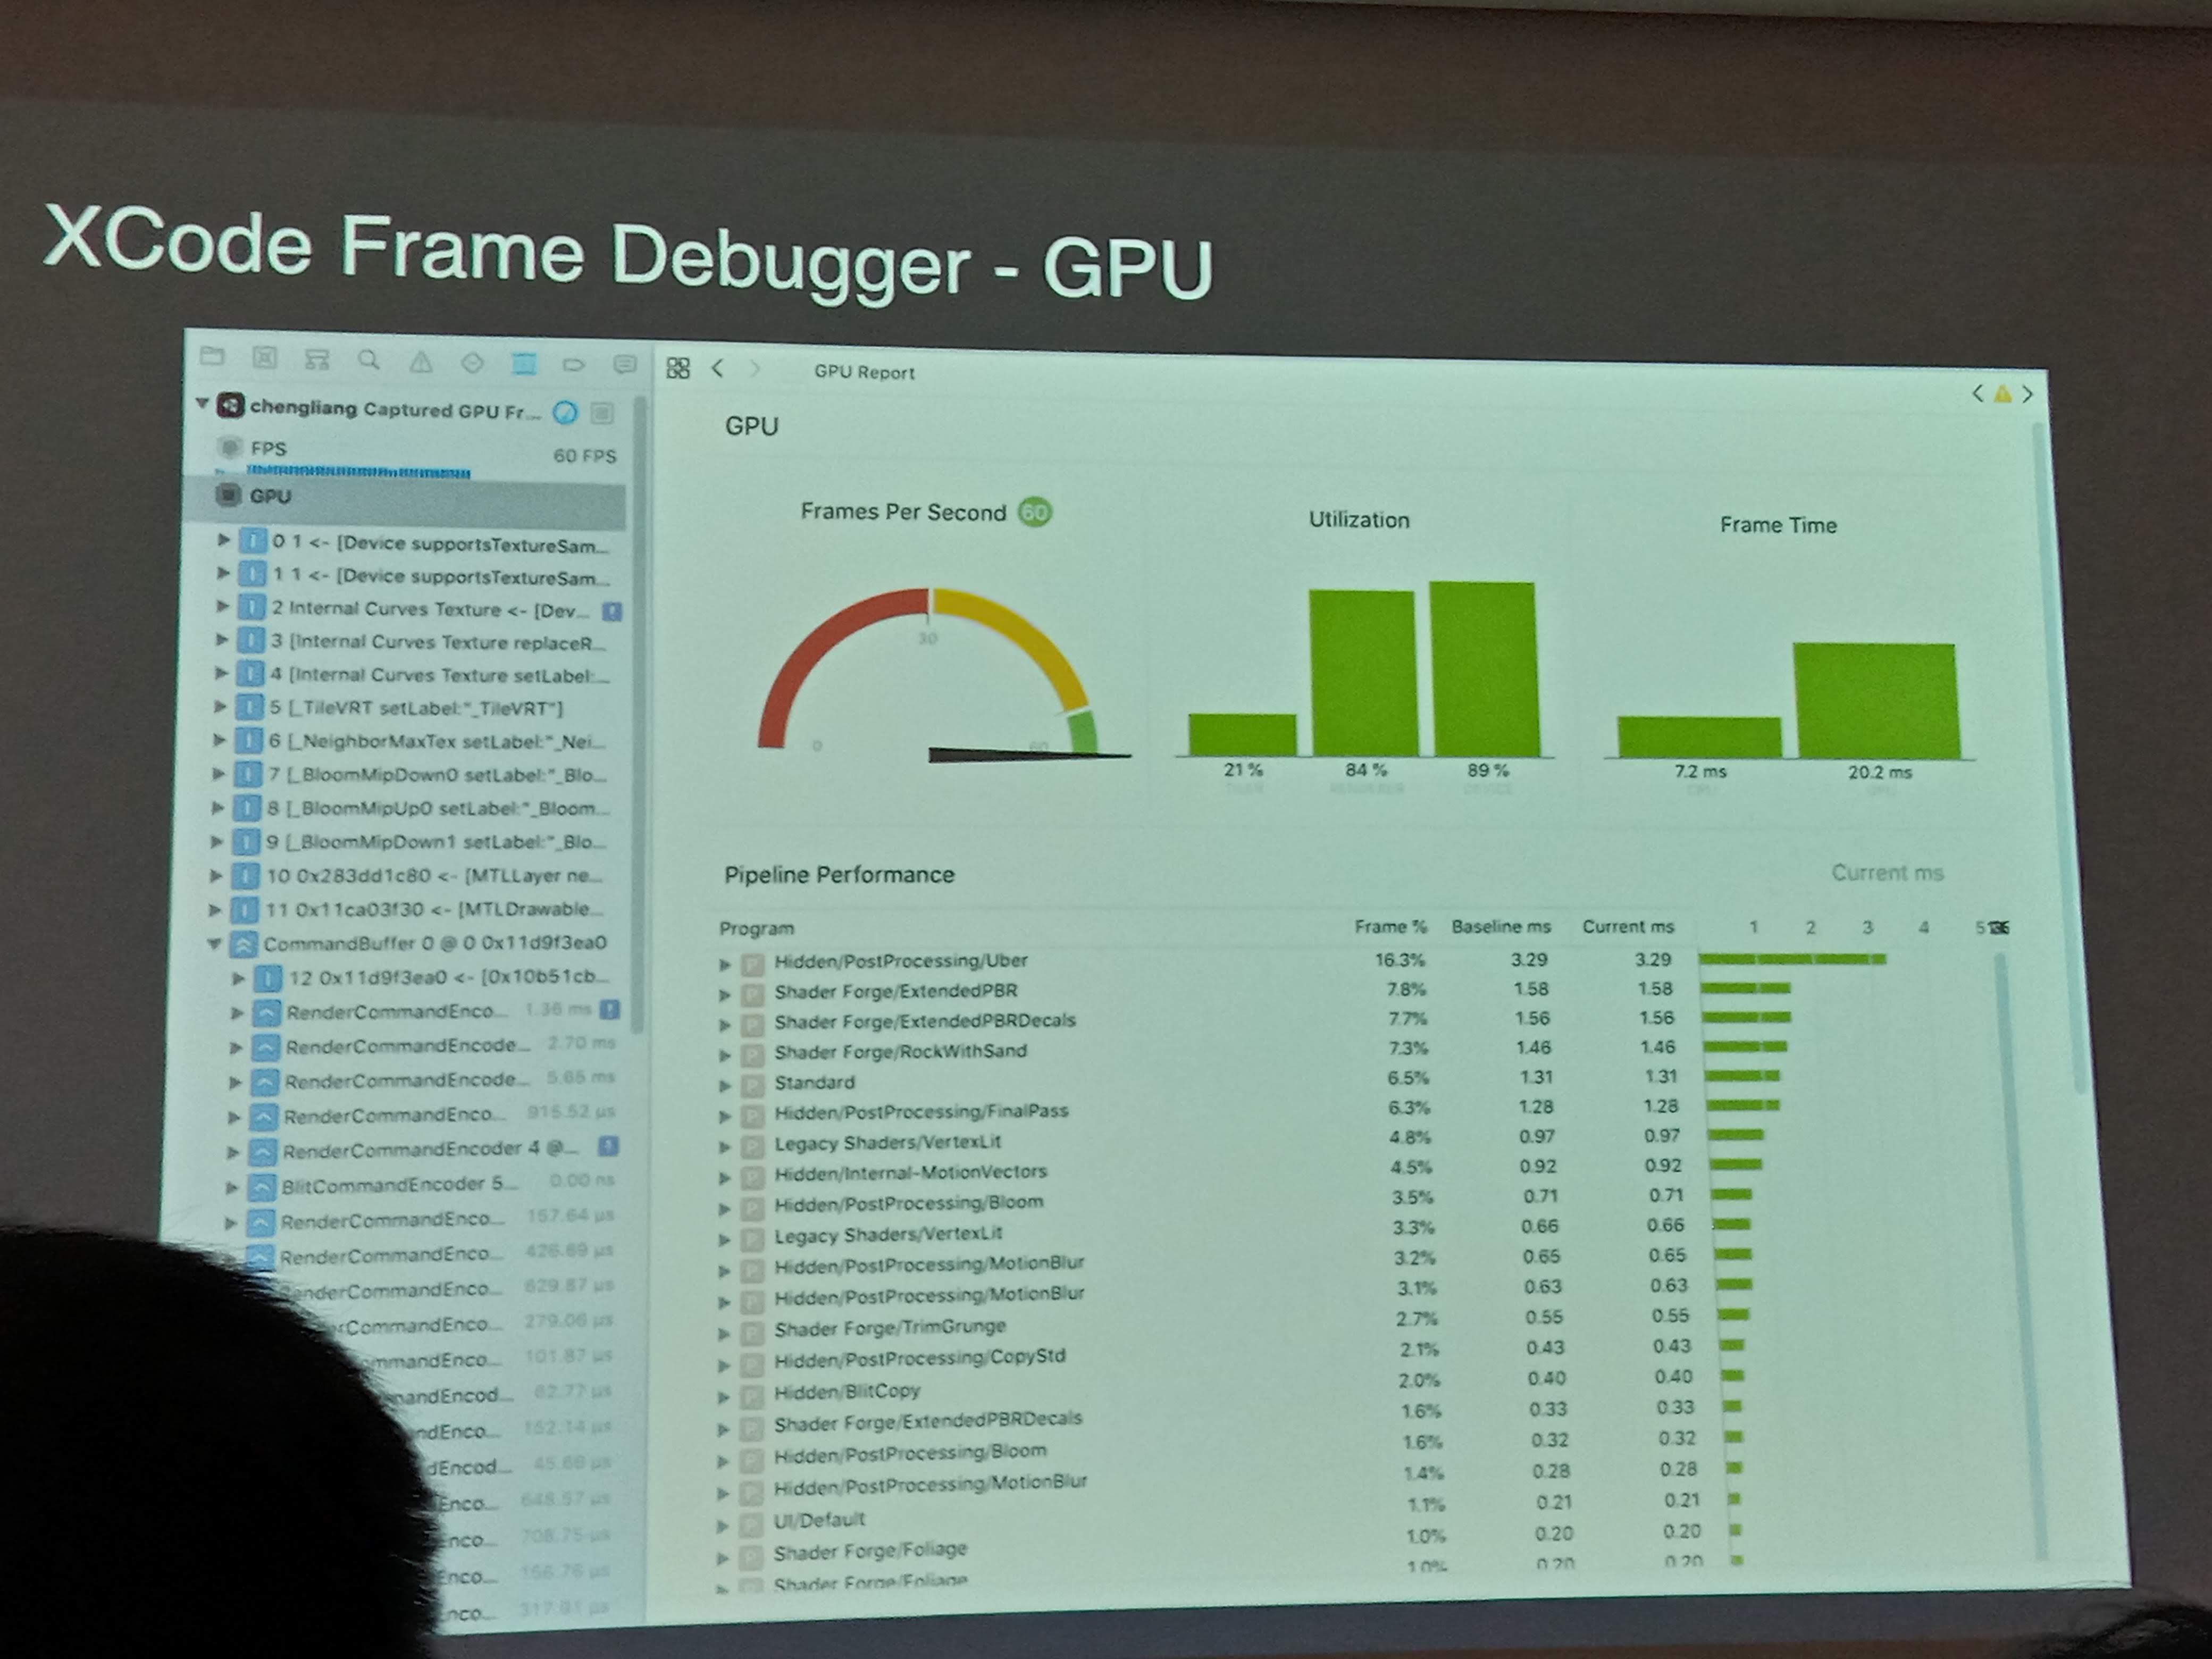 XCode Frame Debugger - GPU
chengliang Captured GPU Fr...
FPS 60 FPS
GPU
0 1 <- [Device supportsTextureSam...
1 1 <- [Device supportsTextureSam...
2 Internal Curves Texture <- [Dev...
3 [Internal Curves Texture replaceR...
4 [Internal Curves Texture setLabel:...
5 [_TileVRT setLabel:"_TileVRT"]
6 [_NeighborMaxTex setLabel:"_Nei...
7 [_BloomMipDown0 setLabel:"_Blo...
8 [_BloomMipUp0 setLabel:"_Bloom...
9 [_BloomMipDown1 setLabel:"_Blo...
10 0x283dd1c80 <- [MTLLayer ne...
11 0x11ca03f30 <- [MTLDrawable...
CommandBuffer 0 @ 0 0x11d9f3ea0
12 0x11d9f3ea0 <- [0x10b51cb...
RenderCommandEnco... 1.36 ms
RenderCommandEncode... 2.70 ms
RenderCommandEncode... 5.65 ms
RenderCommandEnco... 915.52 µs
RenderCommandEncoder 4 @...
BlitCommandEncoder 5... 0.00 ns
RenderCommandEnco... 157.64 µs
RenderCommandEnco... 426.69 µs
enderCommandEnco... 629.87 µs
rCommandEnco... 279.06 µs
mmandEnco... 101.87 µs
nandEncod... 62.77 µs
ndEnco... 152.14 µs
dEncod... 45.68 µs
Enco... 648.57 µs
nco... 708.75 µs
nco... 156.76 µs
nco... 317.91 µs
GPU Report
GPU
Frames Per Second 60
0 30 60
Utilization
21 % 84 % 89 %
Frame Time
7.2 ms 20.2 ms
CPU GPU
Pipeline Performance Current ms
Program Frame % Baseline ms Current ms 1 2 3 4 5
Hidden/PostProcessing/Uber 16.3% 3.29 3.29
Shader Forge/ExtendedPBR 7.8% 1.58 1.58
Shader Forge/ExtendedPBRDecals 7.7% 1.56 1.56
Shader Forge/RockWithSand 7.3% 1.46 1.46
Standard 6.5% 1.31 1.31
Hidden/PostProcessing/FinalPass 6.3% 1.28 1.28
Legacy Shaders/VertexLit 4.8% 0.97 0.97
Hidden/Internal-MotionVectors 4.5% 0.92 0.92
Hidden/PostProcessing/Bloom 3.5% 0.71 0.71
Legacy Shaders/VertexLit 3.3% 0.66 0.66
Hidden/PostProcessing/MotionBlur 3.2% 0.65 0.65
Hidden/PostProcessing/MotionBlur 3.1% 0.63 0.63
Shader Forge/TrimGrunge 2.7% 0.55 0.55
Hidden/PostProcessing/CopyStd 2.1% 0.43 0.43
Hidden/BlitCopy 2.0% 0.40 0.40
Shader Forge/ExtendedPBRDecals 1.6% 0.33 0.33
Hidden/PostProcessing/Bloom 1.6% 0.32 0.32
Hidden/PostProcessing/MotionBlur 1.4% 0.28 0.28
UI/Default 1.1% 0.21 0.21
Shader Forge/Foliage 1.0% 0.20 0.20
Shader Forge/Foliage 1.0% 0.20 0.20